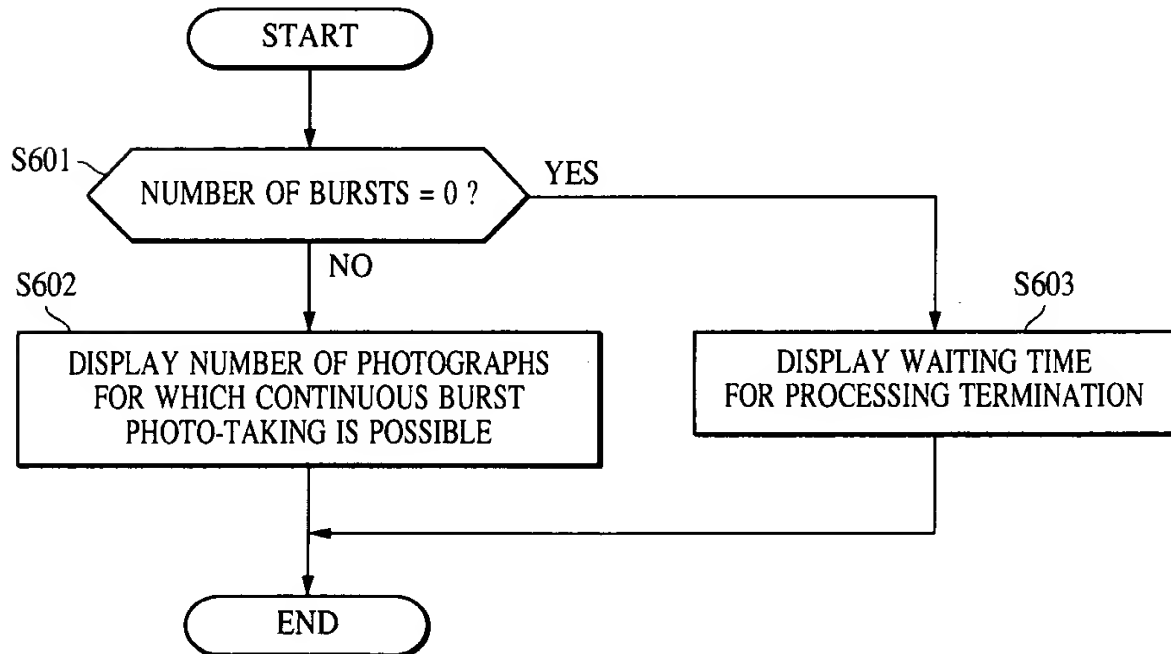 START
S601
NUMBER OF BURSTS = 0 ?
YES
NO
S602
DISPLAY NUMBER OF PHOTOGRAPHS
FOR WHICH CONTINUOUS BURST
PHOTO-TAKING IS POSSIBLE
S603
DISPLAY WAITING TIME
FOR PROCESSING TERMINATION
END